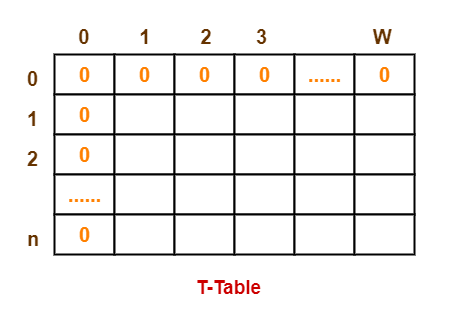 0 1 2 3 W
0 0 0 0 0 ...... 0
1 0
2 0
......
n 0
T-Table